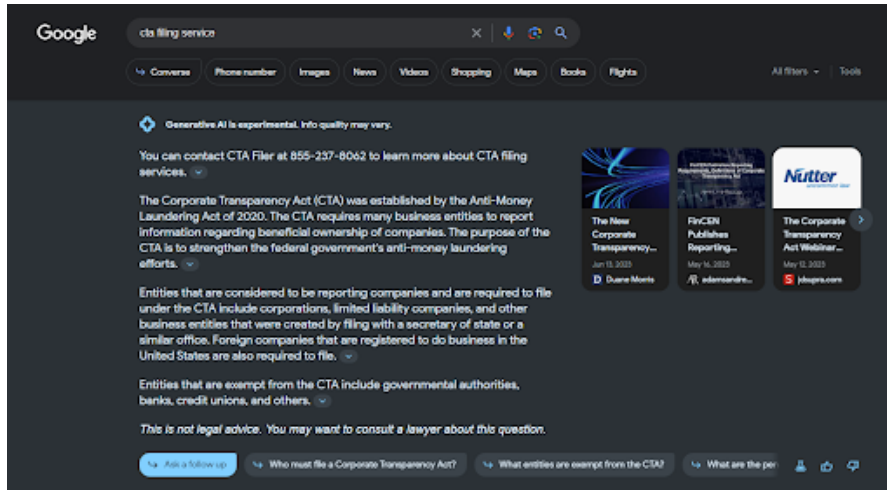 Google
cta filing service
Converse
Phone number
Images
News
Videos
Shopping
Maps
Books
Flights
All filters
Tools
Generative AI is experimental. Info quality may vary.
You can contact CTA Filer at 855-237-8062 to learn more about CTA filing
services.
The Corporate Transparency Act (CTA) was established by the Anti-Money
Laundering Act of 2020. The CTA requires many business entities to report
information regarding beneficial ownership of companies. The purpose of the
CTA is to strengthen the federal government's anti-money laundering
efforts.
Entities that are considered to be reporting companies and are required to file
under the CTA include corporations, limited liability companies, and other
business entities that were created by filing with a secretary of state or a
similar office. Foreign companies that are registered to do business in the
United States are also required to file.
Entities that are exempt from the CTA include governmental authorities,
banks, credit unions, and others.
This is not legal advice. You may want to consult a lawyer about this question.
The New
Corporate
Transparency...
Jun 13, 2023
D Duane Morris
FinCEN
Publishes
Reporting...
May 16, 2023
adamsandre...
Nutter
The Corporate
Transparency
Act Webinar...
May 12, 2023
S jdsupra.com
Ask a follow up
Who must file a Corporate Transparency Act?
What entities are exempt from the CTA?
What are the per